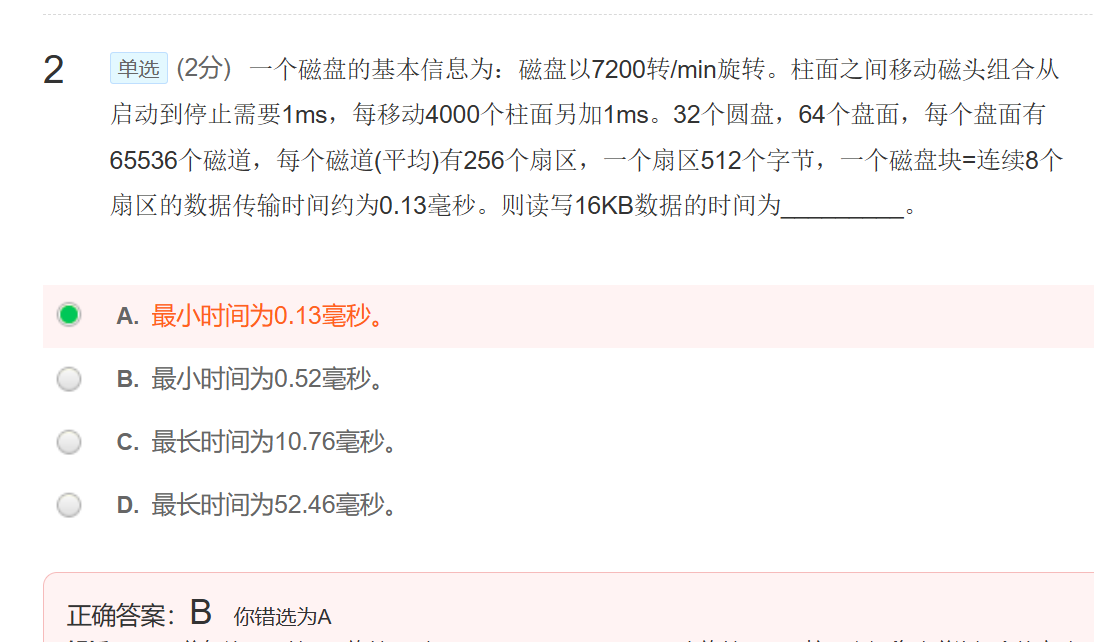 2 单选 (2分) 一个磁盘的基本信息为：磁盘以7200转/min旋转。柱面之间移动磁头组合从
启动到停止需要1ms，每移动4000个柱面另加1ms。32个圆盘，64个盘面，每个盘面有
65536个磁道，每个磁道(平均)有256个扇区，一个扇区512个字节，一个磁盘块=连续8个
扇区的数据传输时间约为0.13毫秒。则读写16KB数据的时间为__________。
A. 最小时间为0.13毫秒。
B. 最小时间为0.52毫秒。
C. 最长时间为10.76毫秒。
D. 最长时间为52.46毫秒。
正确答案：B 你错选为A